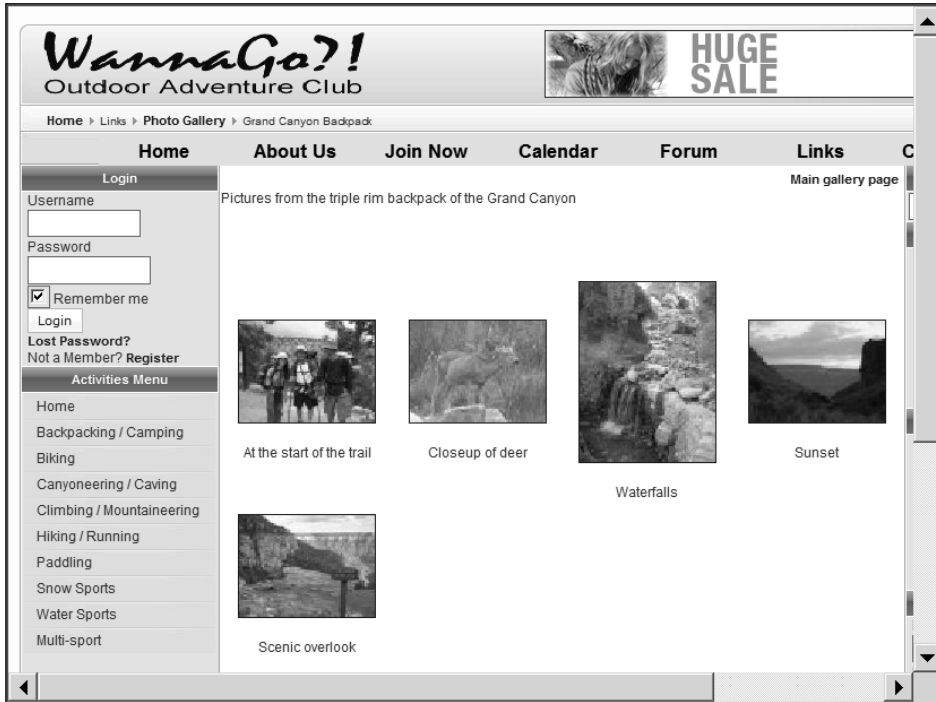 WannaGo?!
Outdoor Adventure Club
HUGE
SALE
Home Links Photo Gallery Grand Canyon Backpack
Home About Us Join Now Calendar Forum Links C
Login
Main gallery page
Username
Pictures from the triple rim backpack of the Grand Canyon
Password
Remember me
Login
Lost Password?
Not a Member? Register
Activities Menu
Home
Backpacking / Camping
Biking
Canyoneering / Caving
Climbing / Mountaineering
Hiking / Running
Paddling
Snow Sports
Water Sports
Multi-sport
At the start of the trail
Closeup of deer
Waterfalls
Sunset
Scenic overlook